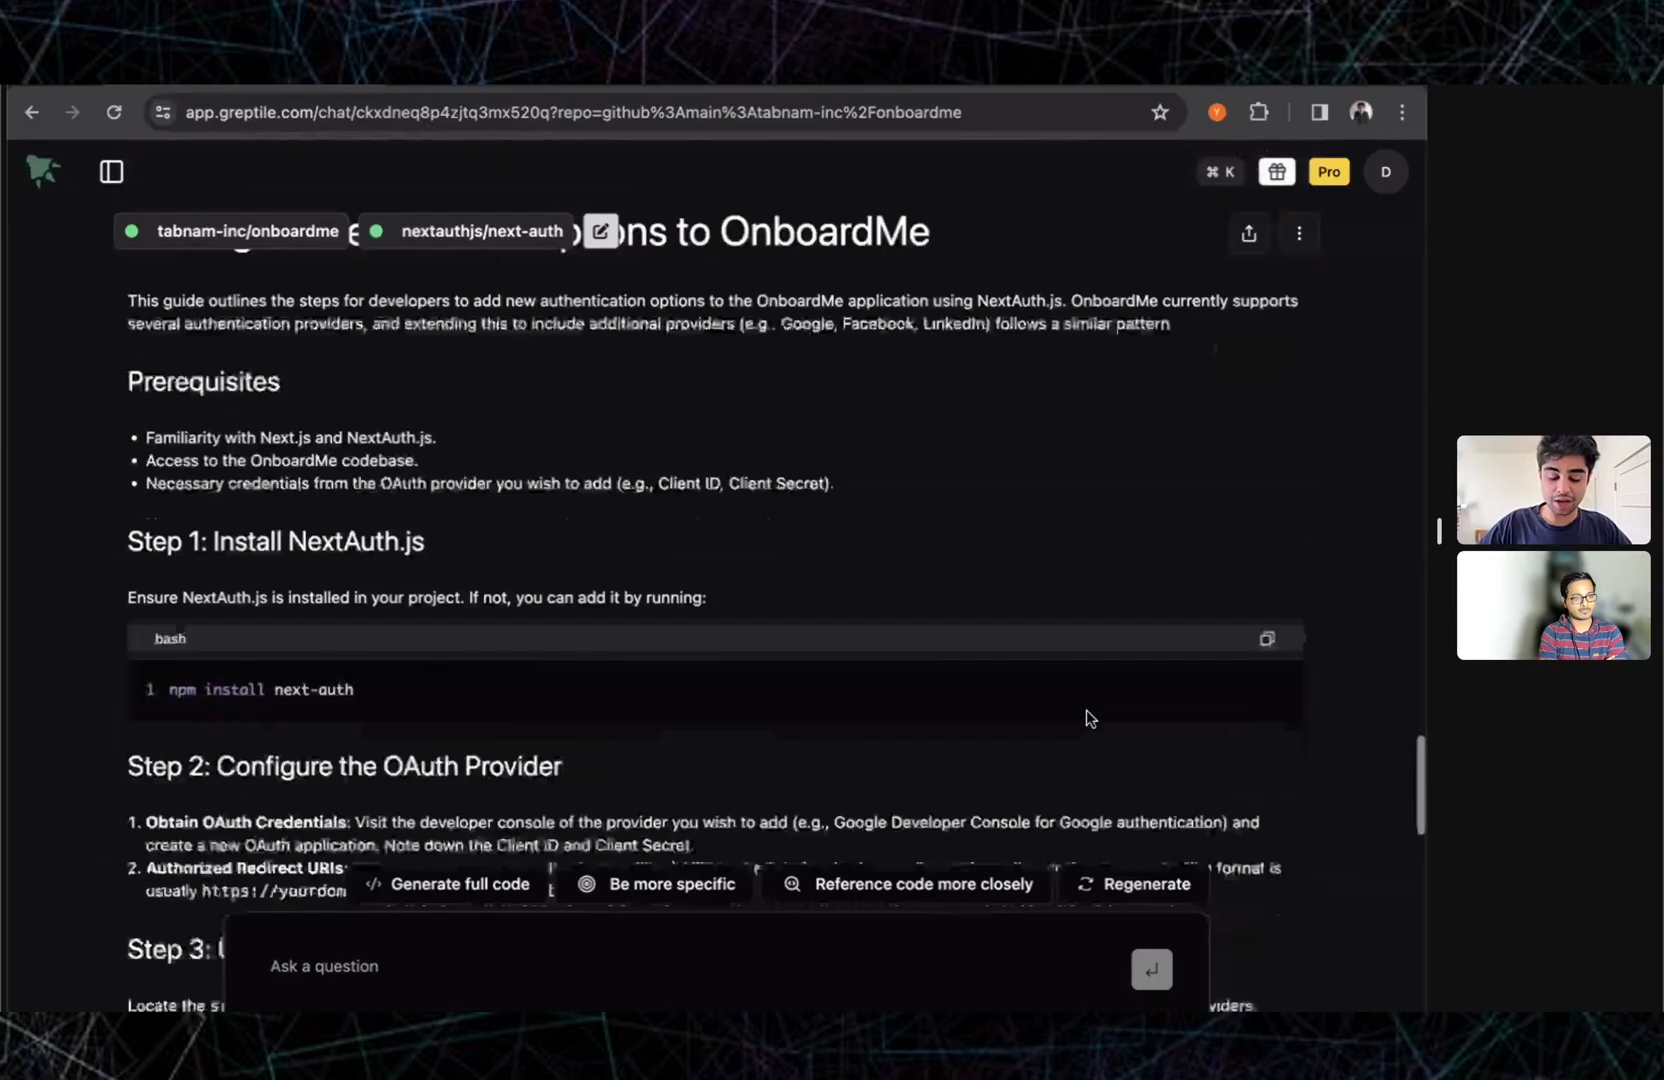 app.greptile.com/chat/ckxdneq8p4zjtq3mx520q?repo=github%3Amain%3Atabnam-inc%2Fonboardme
Y
⌘ K
Pro
D
tabnam-inc/onboardme
nextauthjs/next-auth
ns to OnboardMe
This guide outlines the steps for developers to add new authentication options to the OnboardMe application using NextAuth.js. OnboardMe currently supports
several authentication providers, and extending this to include additional providers (e.g., Google, Facebook, LinkedIn) follows a similar pattern
Prerequisites
• Familiarity with Next.js and NextAuth.js.
• Access to the OnboardMe codebase.
• Necessary credentials from the OAuth provider you wish to add (e.g., Client ID, Client Secret).
Step 1: Install NextAuth.js
Ensure NextAuth.js is installed in your project. If not, you can add it by running:
bash
1 npm install next-auth
Step 2: Configure the OAuth Provider
1. Obtain OAuth Credentials: Visit the developer console of the provider you wish to add (e.g., Google Developer Console for Google authentication) and
create a new OAuth application. Note down the Client ID and Client Secret.
2. Authorized Redirect URIs: format is
usually https://yourdom
Generate full code
Be more specific
Reference code more closely
Regenerate
Step 3:
Ask a question
Locate the